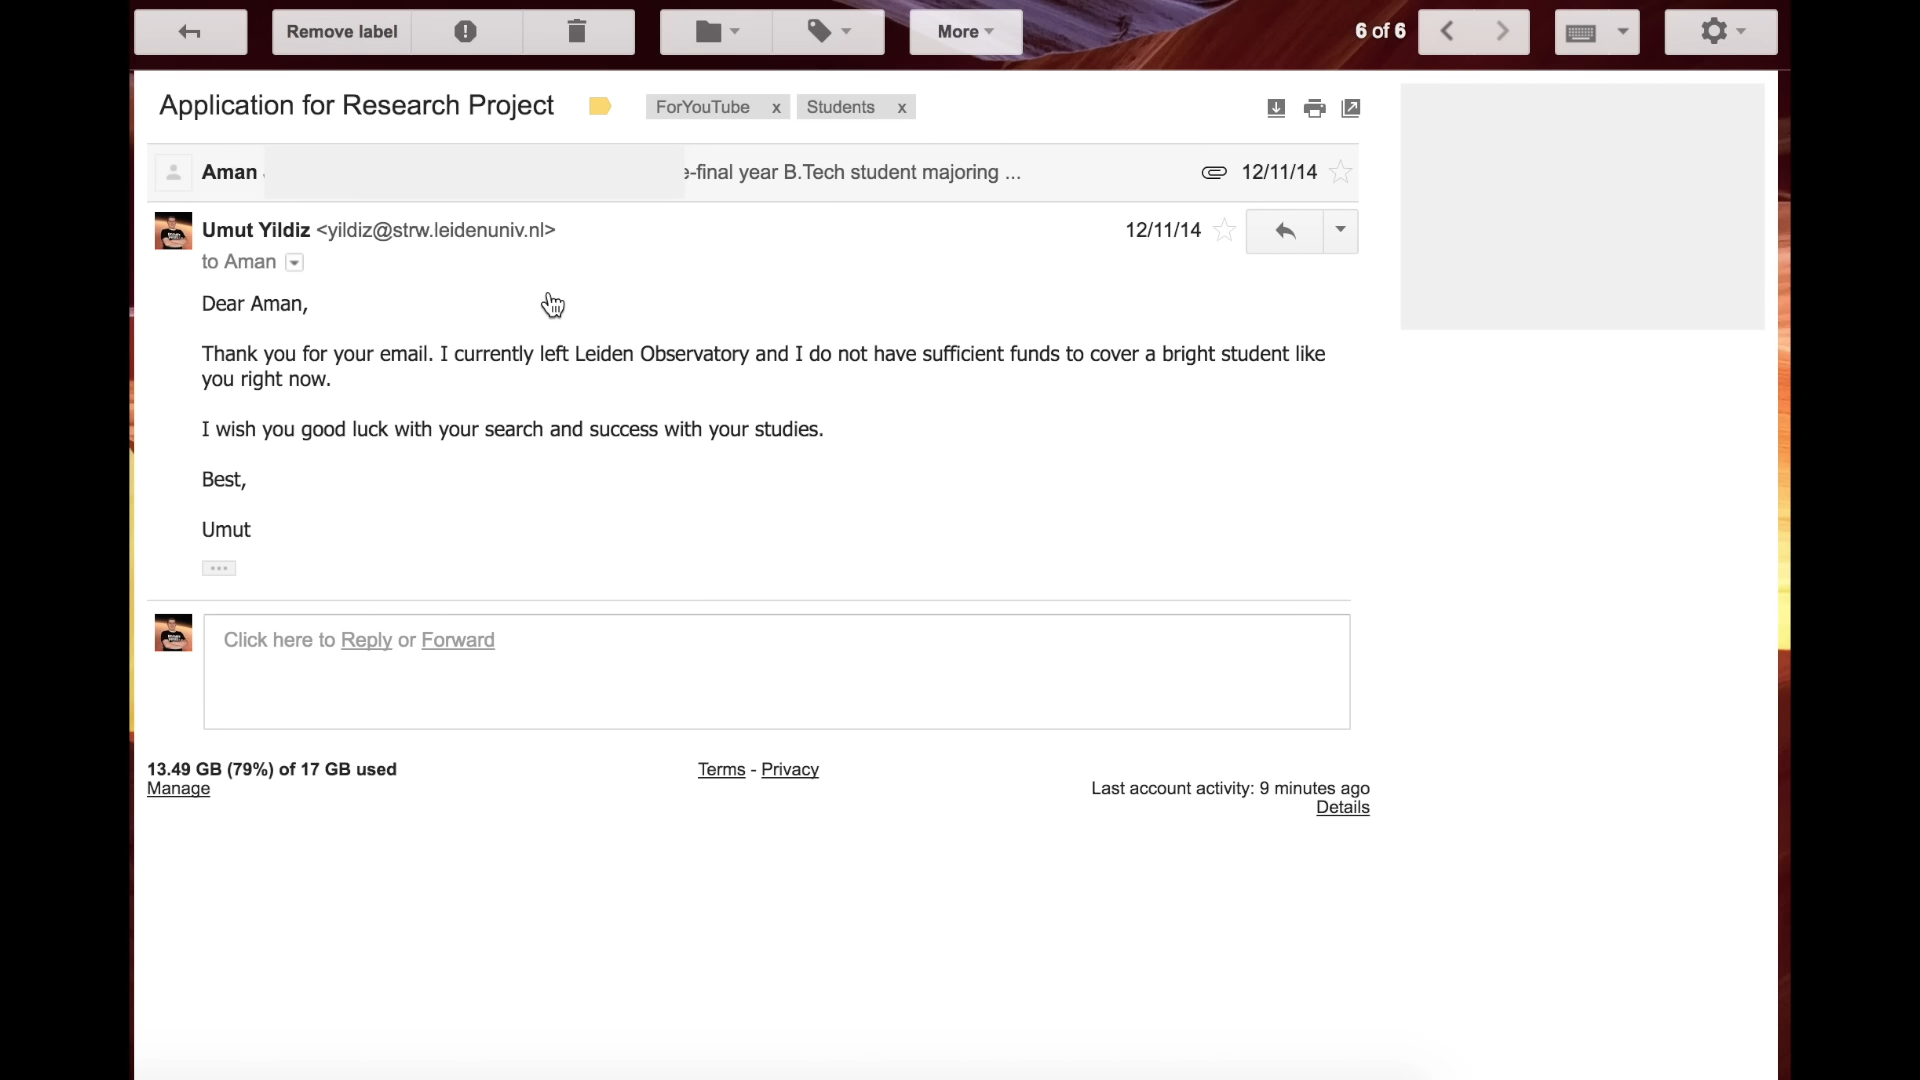 Remove label
More
6 of 6
Application for Research Project
ForYouTube x
Students x
Aman
-final year B.Tech student majoring ...
12/11/14
Umut Yildiz <yildiz@strw.leidenuniv.nl>
12/11/14
to Aman
Dear Aman,
Thank you for your email. I currently left Leiden Observatory and I do not have sufficient funds to cover a bright student like
you right now.
I wish you good luck with your search and success with your studies.
Best,
Umut
Click here to Reply or Forward
13.49 GB (79%) of 17 GB used
Manage
Terms - Privacy
Last account activity: 9 minutes ago
Details